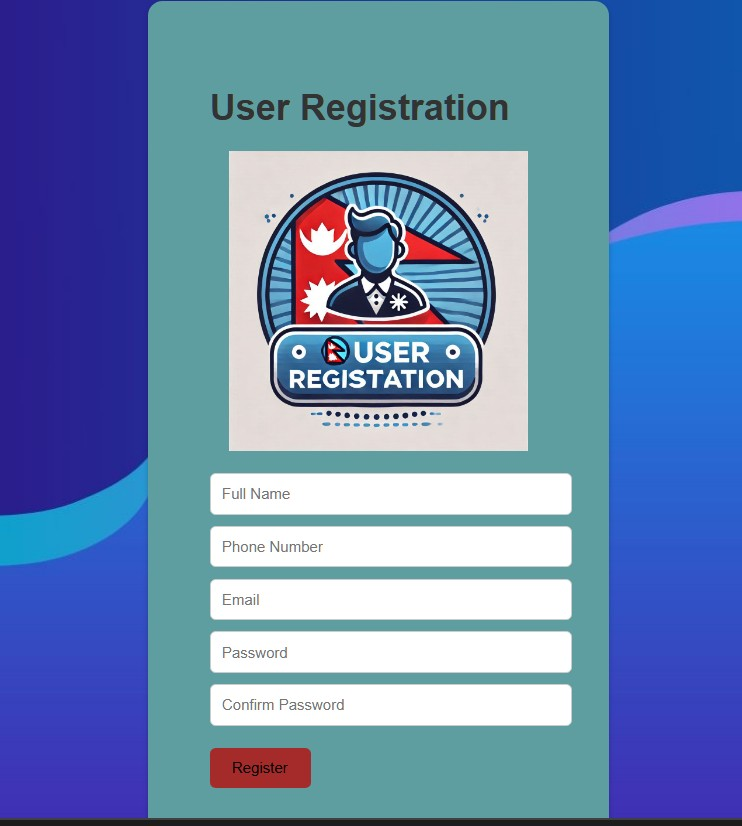 User Registration
USER
REGISTATION
Full Name
Phone Number
Email
Password
Confirm Password
Register